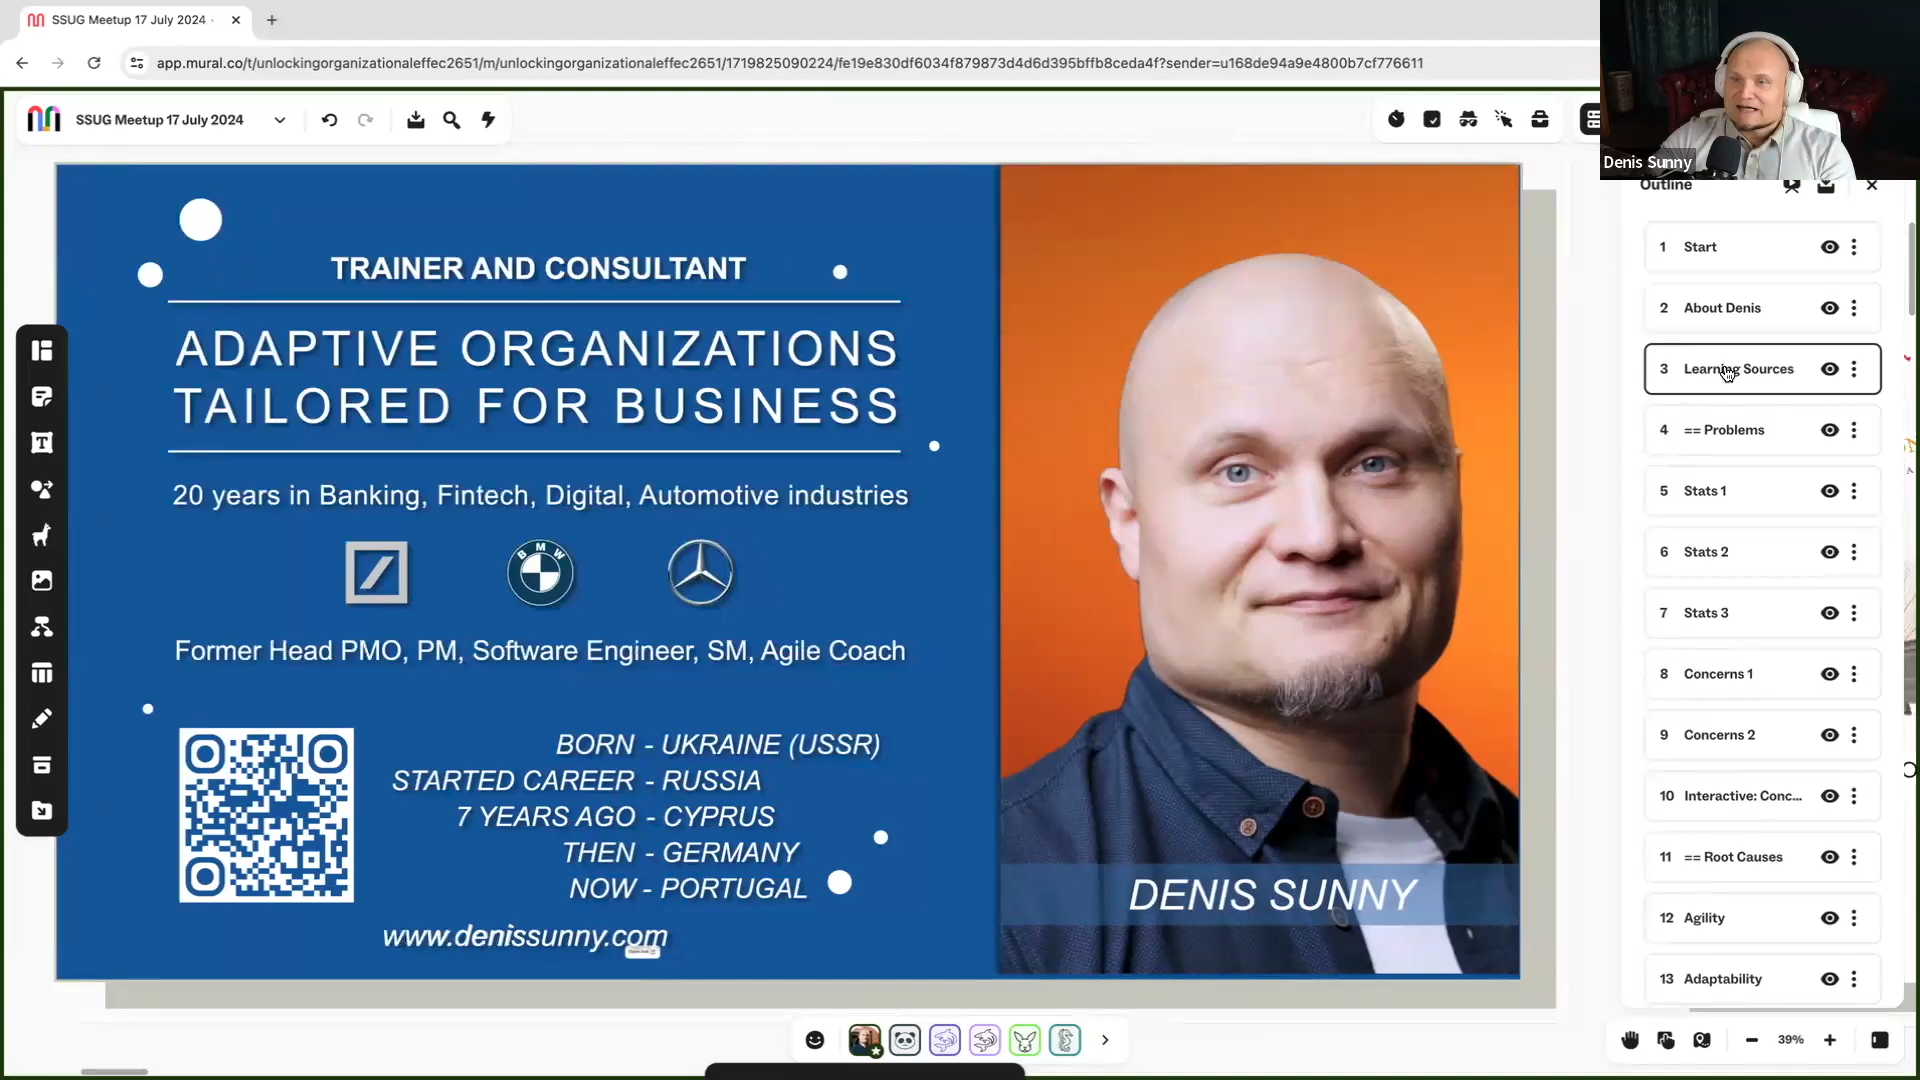 SSUG Meetup 17 July 2024
app.mural.co/t/unlockingorganizationaleffec2651/m/unlockingorganizationaleffec2651/1719825090224/fe19e830df6034f879873d4d6d395bffb8ceda4f?sender=u168de94a9e4800b7cf776611
SSUG Meetup 17 July 2024
Denis Sunny
TRAINER AND CONSULTANT
ADAPTIVE ORGANIZATIONS
TAILORED FOR BUSINESS
20 years in Banking, Fintech, Digital, Automotive industries
BMW
Former Head PMO, PM, Software Engineer, SM, Agile Coach
BORN - UKRAINE (USSR)
STARTED CAREER - RUSSIA
7 YEARS AGO - CYPRUS
THEN - GERMANY
NOW - PORTUGAL
www.denissunny.com
DENIS SUNNY
Outline
1 Start
2 About Denis
3 Learning Sources
4 == Problems
5 Stats 1
6 Stats 2
7 Stats 3
8 Concerns 1
9 Concerns 2
10 Interactive: Conc...
11 == Root Causes
12 Agility
13 Adaptability
39%